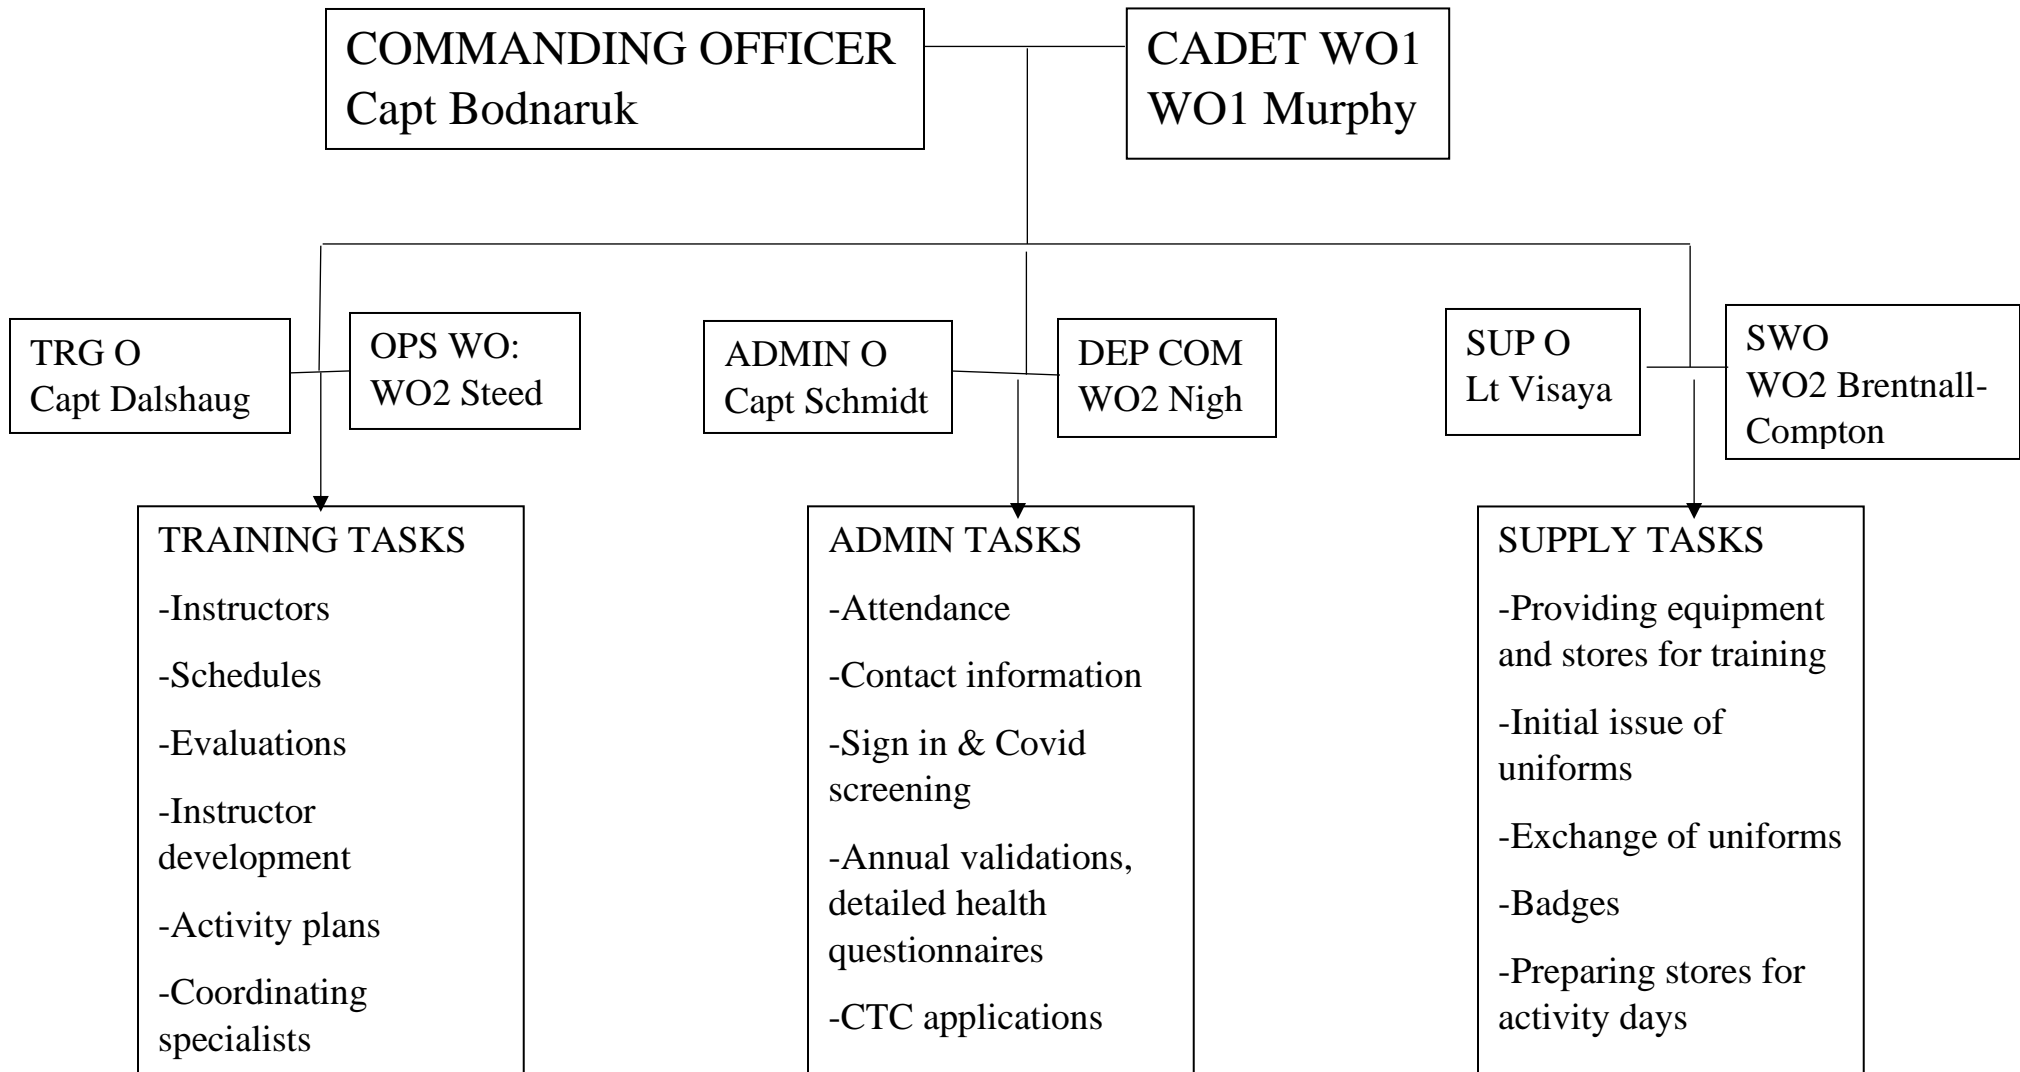 COMMANDING OFFICER
Capt Bodnaruk
CADET WO1
WO1 Murphy
TRG O
Capt Dalshaug
OPS WO:
WO2 Steed
ADMIN O
Capt Schmidt
DEP COM
WO2 Nigh
SUP O
Lt Visaya
SWO
WO2 Brentnall-
Compton
TRAINING TASKS
-Instructors
-Schedules
-Evaluations
-Instructor
development
-Activity plans
-Coordinating
specialists
ADMIN TASKS
-Attendance
-Contact information
-Sign in & Covid
screening
-Annual validations,
detailed health
questionnaires
-CTC applications
SUPPLY TASKS
-Providing equipment
and stores for training
-Initial issue of
uniforms
-Exchange of uniforms
-Badges
-Preparing stores for
activity days